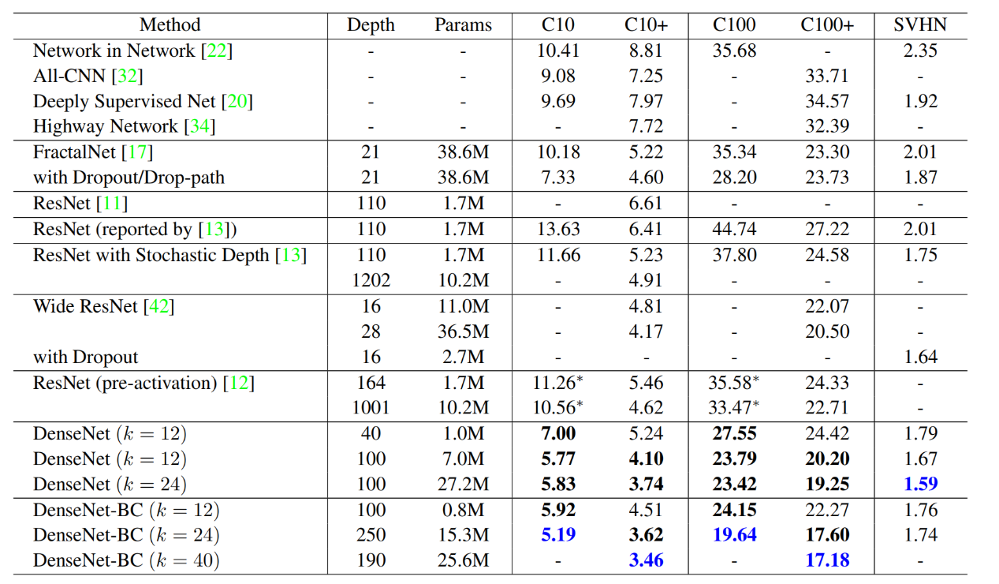 Method Depth Params C10 C10+ C100 C100+ SVHN
Network in Network [22] - - 10.41 8.81 35.68 - 2.35
All-CNN [32] - - 9.08 7.25 - 33.71 -
Deeply Supervised Net [20] - - 9.69 7.97 - 34.57 1.92
Highway Network [34] - - - 7.72 - 32.39 -
FractalNet [17] 21 38.6M 10.18 5.22 35.34 23.30 2.01
with Dropout/Drop-path 21 38.6M 7.33 4.60 28.20 23.73 1.87
ResNet [11] 110 1.7M - 6.61 - - -
ResNet (reported by [13]) 110 1.7M 13.63 6.41 44.74 27.22 2.01
ResNet with Stochastic Depth [13] 110 1.7M 11.66 5.23 37.80 24.58 1.75
1202 10.2M - 4.91 - - -
Wide ResNet [42] 16 11.0M - 4.81 - 22.07 -
28 36.5M - 4.17 - 20.50 -
with Dropout 16 2.7M - - - - 1.64
ResNet (pre-activation) [12] 164 1.7M 11.26* 5.46 35.58* 24.33 -
1001 10.2M 10.56* 4.62 33.47* 22.71 -
DenseNet (k = 12) 40 1.0M 7.00 5.24 27.55 24.42 1.79
DenseNet (k = 12) 100 7.0M 5.77 4.10 23.79 20.20 1.67
DenseNet (k = 24) 100 27.2M 5.83 3.74 23.42 19.25 1.59
DenseNet-BC (k = 12) 100 0.8M 5.92 4.51 24.15 22.27 1.76
DenseNet-BC (k = 24) 250 15.3M 5.19 3.62 19.64 17.60 1.74
DenseNet-BC (k = 40) 190 25.6M - 3.46 - 17.18 -